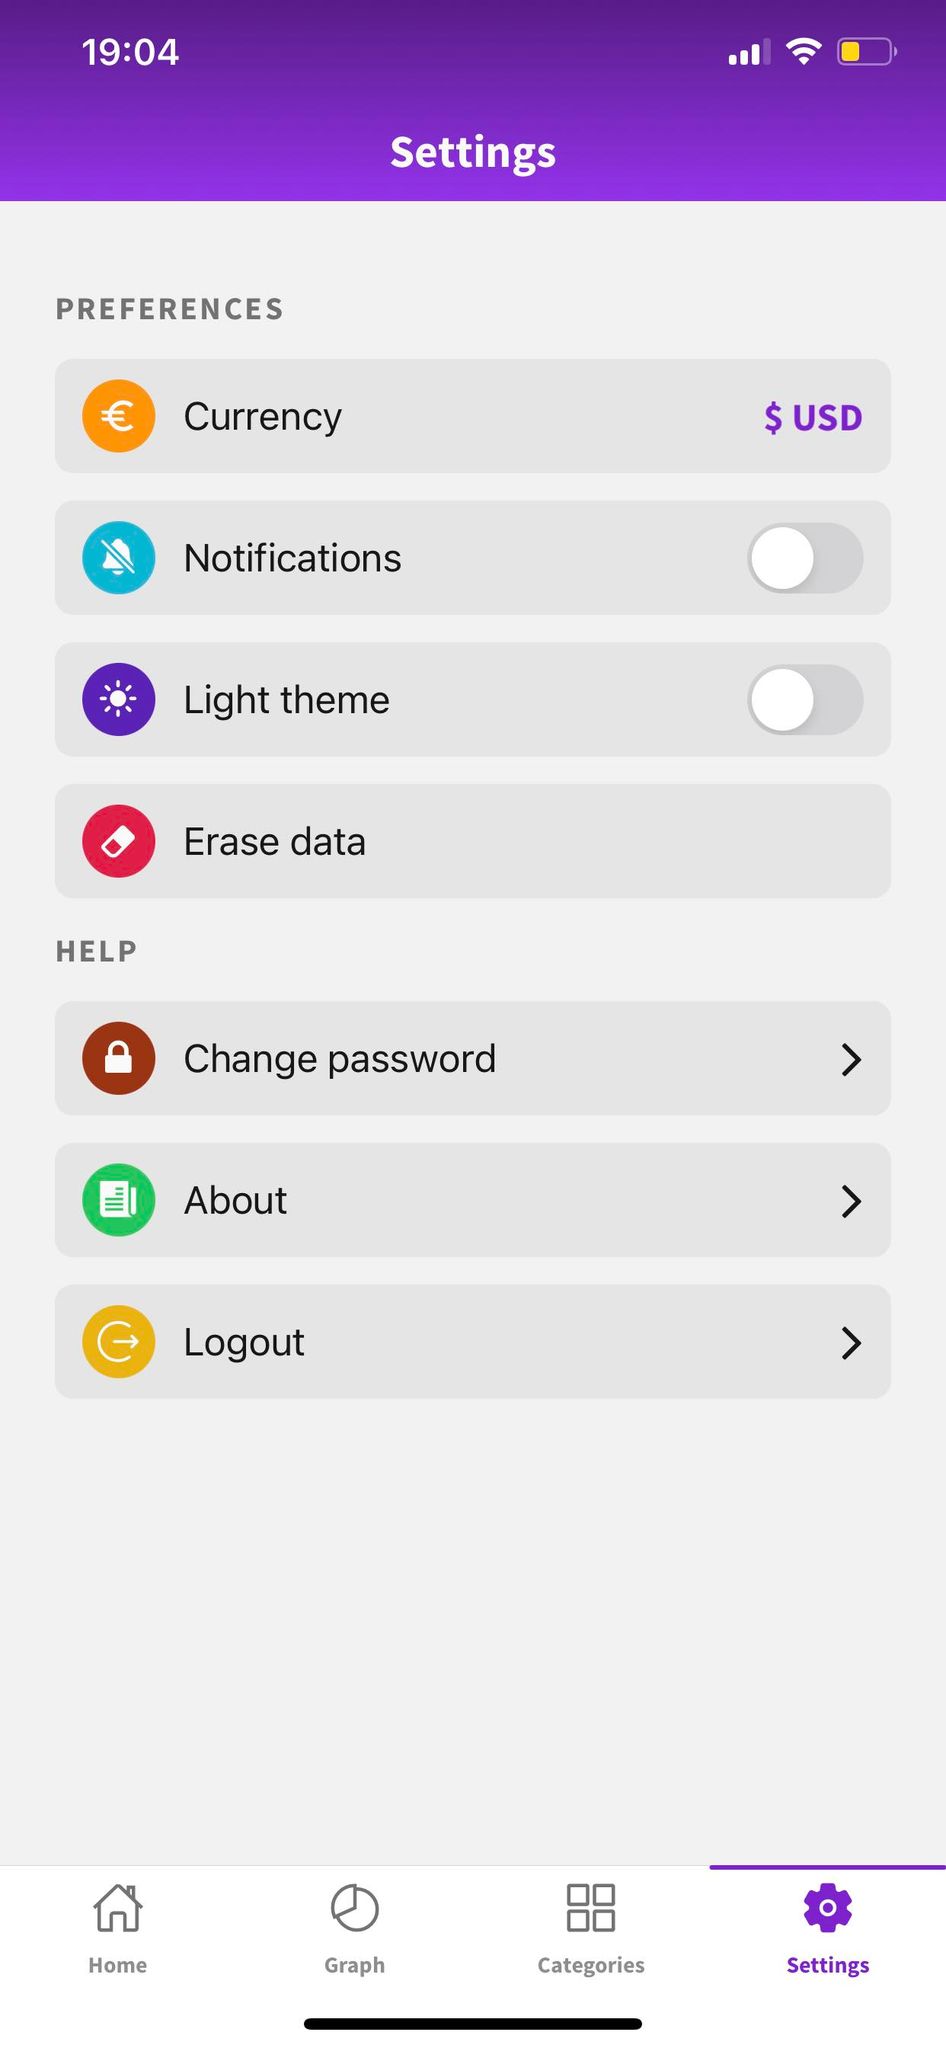 19:04
Settings
PREFERENCES
Currency $ USD
Notifications
Light theme
Erase data
HELP
Change password
About
Logout
Home Graph Categories Settings